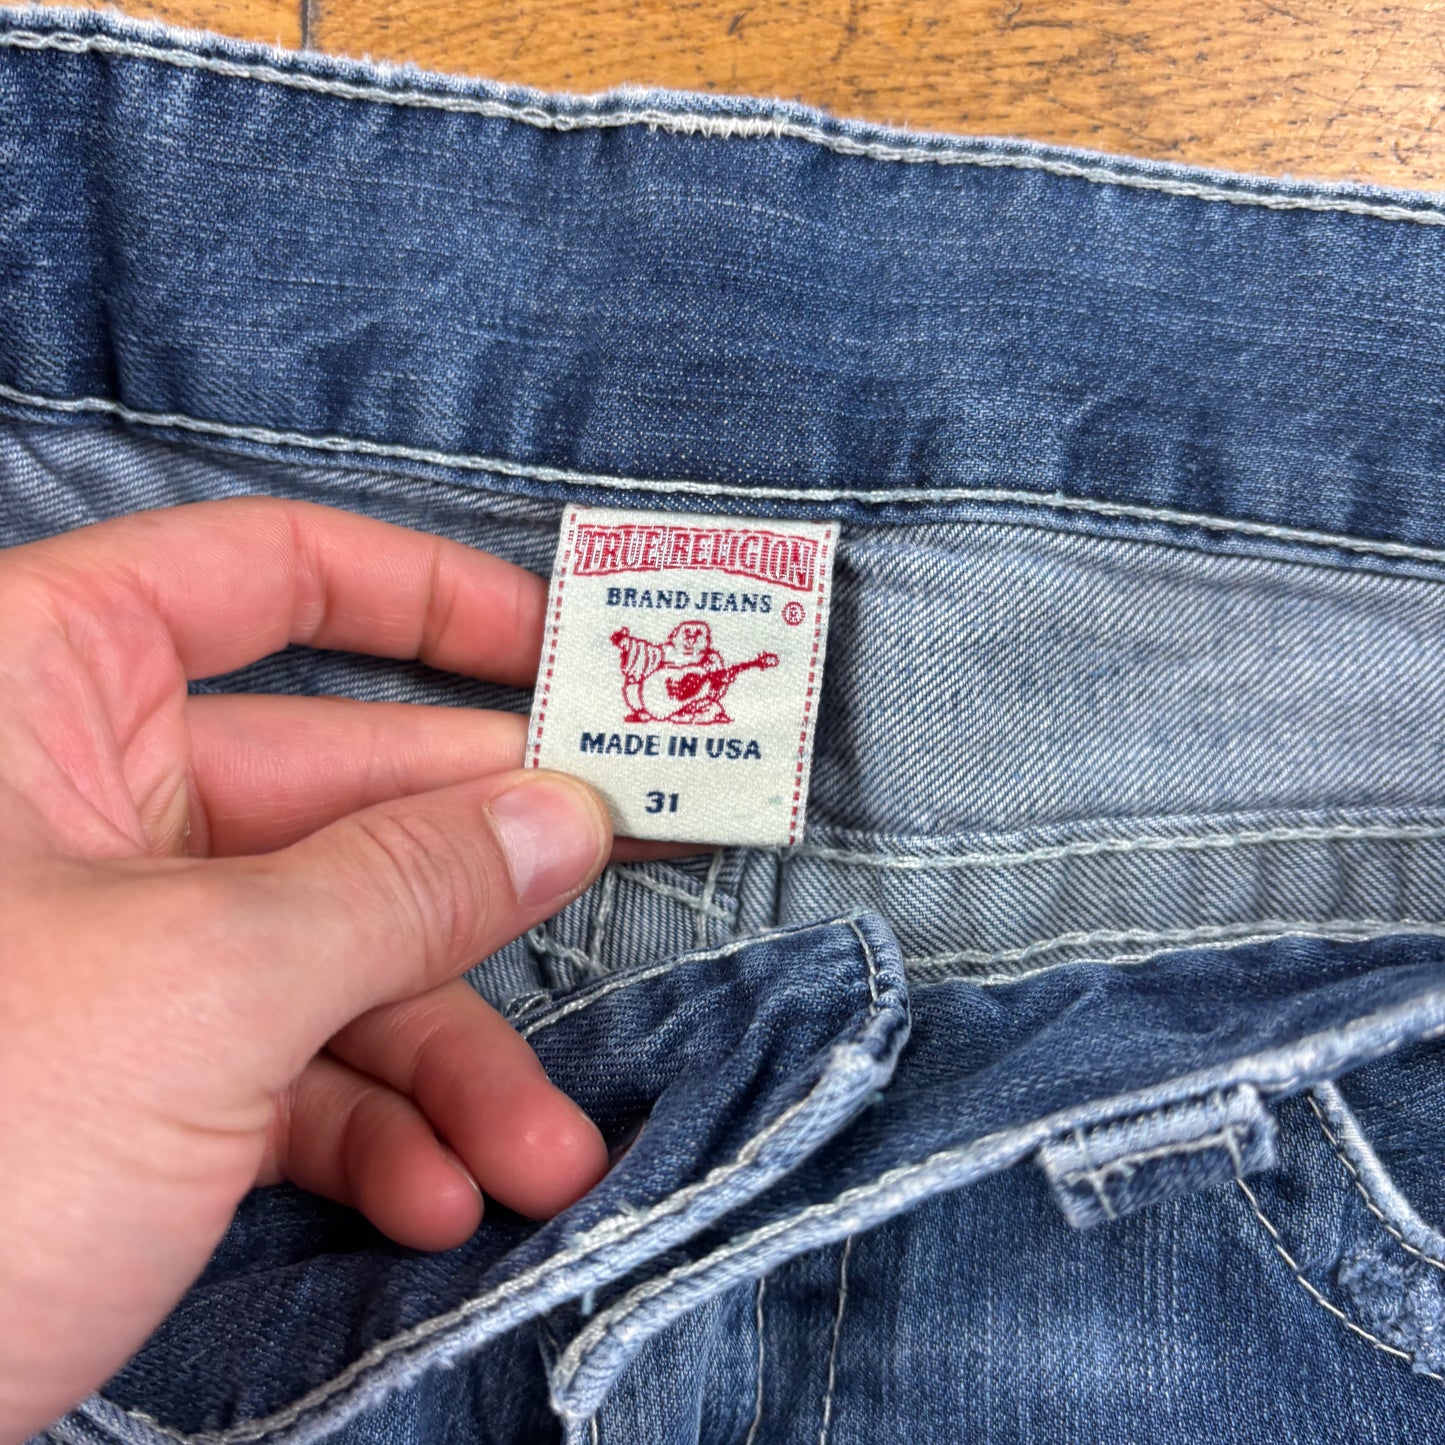 TRUE RELIGION
BRAND JEANS ®
MADE IN USA
31